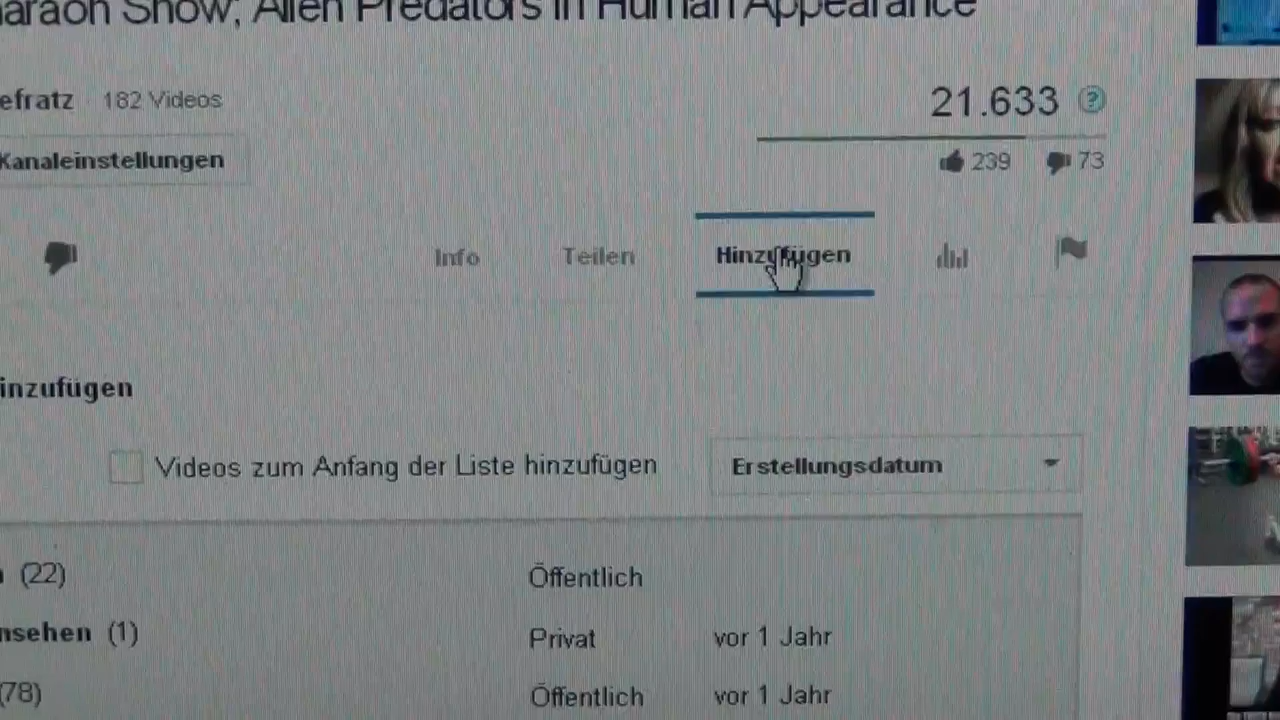 araoh Show; Alien Predators in Human Appearance
efratz · 182 Videos
21.633 ?
Kanaleinstellungen
239 73
Info Teilen Hinzufügen
inzufügen
Videos zum Anfang der Liste hinzufügen
Erstellungsdatum
(22) Öffentlich
nsehen (1) Privat vor 1 Jahr
(78) Öffentlich vor 1 Jahr